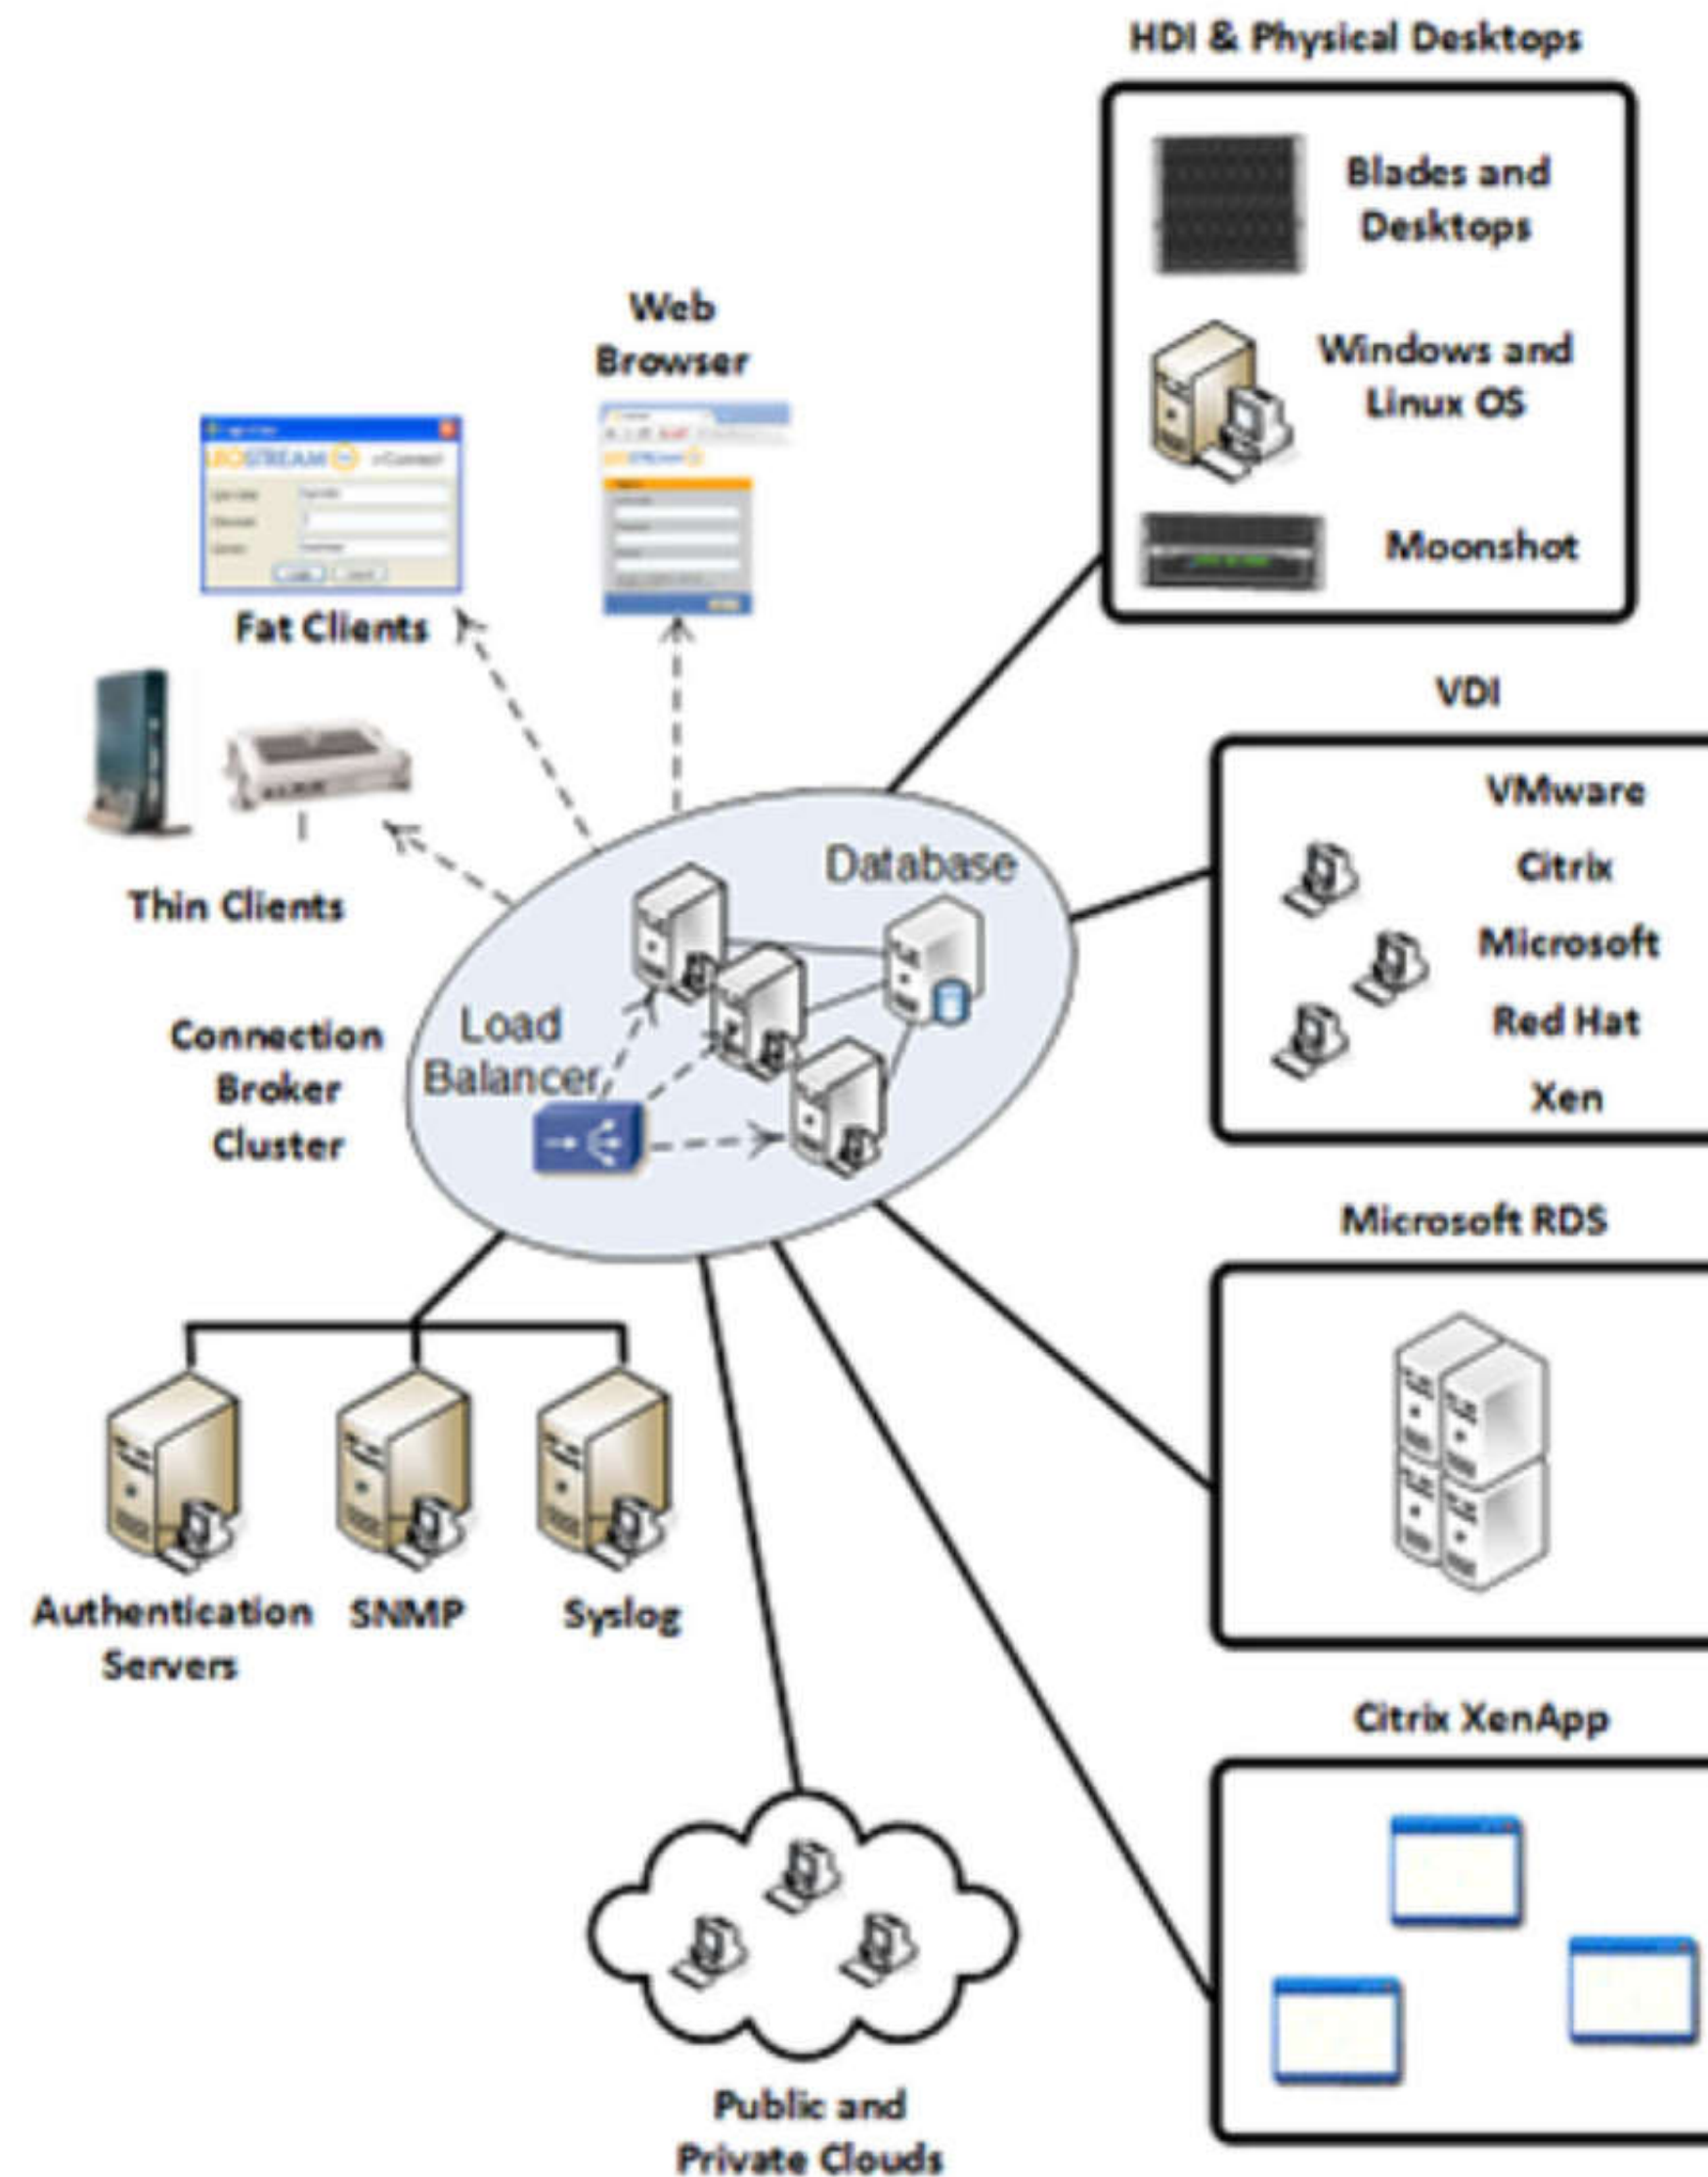 HDI & Physical Desktops
Blades and
Desktops
Windows and
Linux OS
Moonshot
Web
Browser
Fat Clients
Thin Clients
VDI
VMware
Citrix
Microsoft
Red Hat
Xen
Database
Load
Balancer
Connection
Broker
Cluster
Microsoft RDS
Authentication
Servers
SNMP
Syslog
Citrix XenApp
Public and
Private Clouds